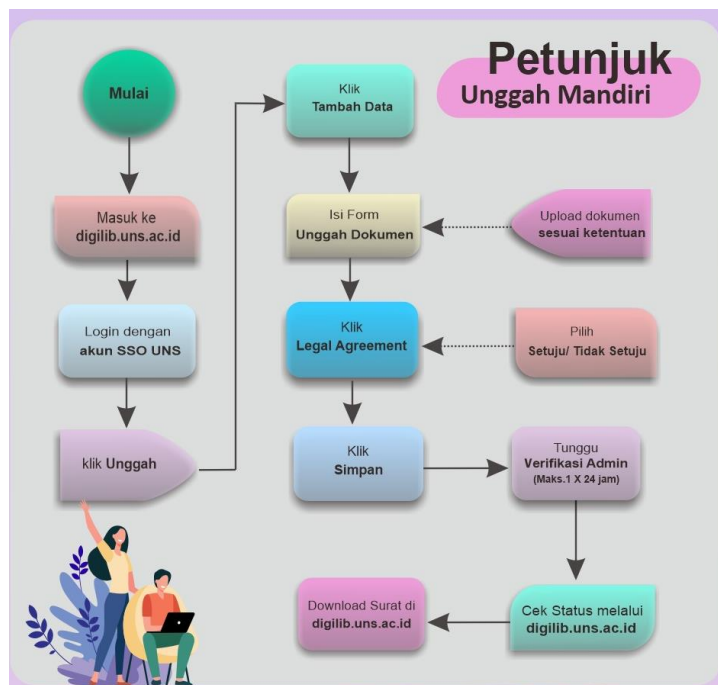 Petunjuk
Unggah Mandiri
Mulai
Masuk ke
digilib.uns.ac.id
Login dengan
akun SSO UNS
klik Unggah
Klik
Tambah Data
Isi Form
Unggah Dokumen
Upload dokumen
sesuai ketentuan
Klik
Legal Agreement
Pilih
Setuju/ Tidak Setuju
Klik
Simpan
Tunggu
Verifikasi Admin
(Maks.1 X 24 jam)
Cek Status melalui
digilib.uns.ac.id
Download Surat di
digilib.uns.ac.id